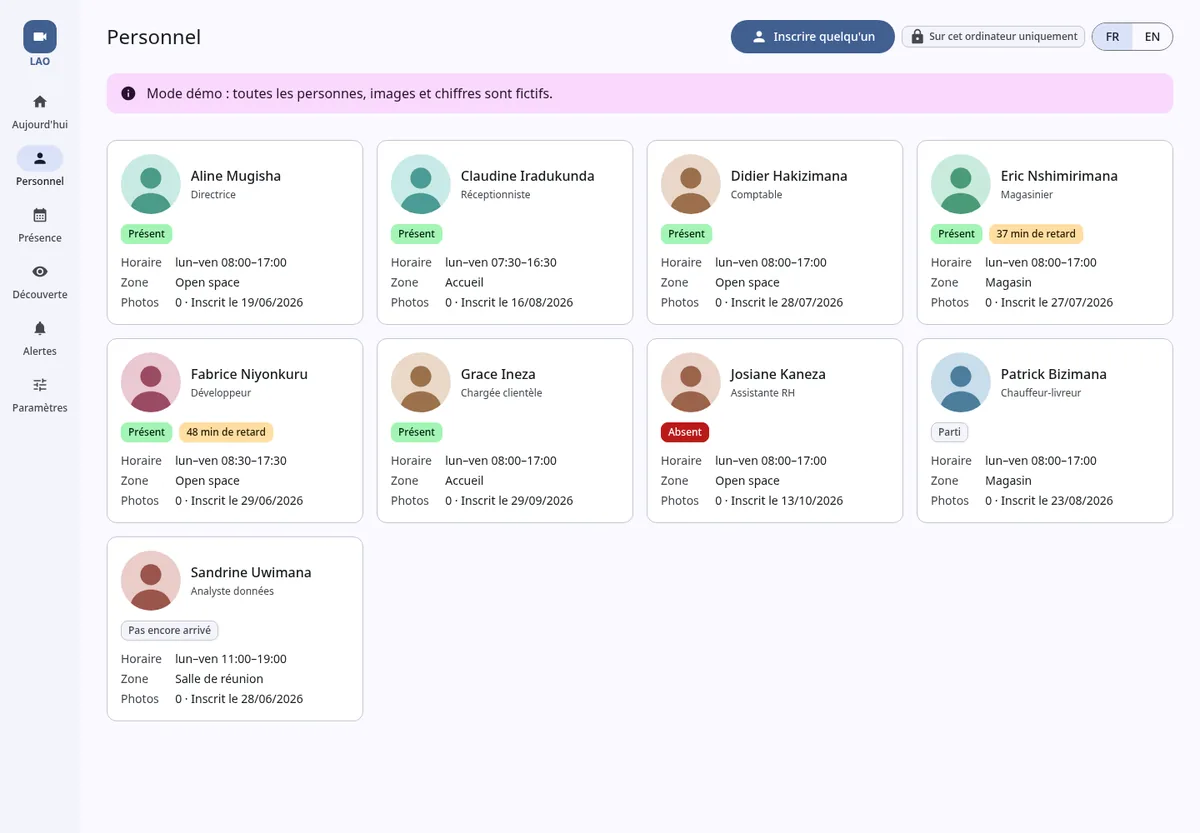 LAO
Aujourd'hui
Personnel
Présence
Découverte
Alertes
Paramètres
Personnel
Inscrire quelqu'un
Sur cet ordinateur uniquement
FR
EN
Mode démo : toutes les personnes, images et chiffres sont fictifs.
Aline Mugisha
Directrice
Présent
Horaire lun–ven 08:00–17:00
Zone Open space
Photos 0 · Inscrit le 19/06/2026
Claudine Iradukunda
Réceptionniste
Présent
Horaire lun–ven 07:30–16:30
Zone Accueil
Photos 0 · Inscrit le 16/08/2026
Didier Hakizimana
Comptable
Présent
Horaire lun–ven 08:00–17:00
Zone Open space
Photos 0 · Inscrit le 28/07/2026
Eric Nshimirimana
Magasinier
Présent 37 min de retard
Horaire lun–ven 08:00–17:00
Zone Magasin
Photos 0 · Inscrit le 27/07/2026
Fabrice Niyonkuru
Développeur
Présent 48 min de retard
Horaire lun–ven 08:30–17:30
Zone Open space
Photos 0 · Inscrit le 29/06/2026
Grace Ineza
Chargée clientèle
Présent
Horaire lun–ven 08:00–17:00
Zone Accueil
Photos 0 · Inscrit le 29/09/2026
Josiane Kaneza
Assistante RH
Absent
Horaire lun–ven 08:00–17:00
Zone Open space
Photos 0 · Inscrit le 13/10/2026
Patrick Bizimana
Chauffeur-livreur
Parti
Horaire lun–ven 08:00–17:00
Zone Magasin
Photos 0 · Inscrit le 23/08/2026
Sandrine Uwimana
Analyste données
Pas encore arrivé
Horaire lun–ven 11:00–19:00
Zone Salle de réunion
Photos 0 · Inscrit le 28/06/2026